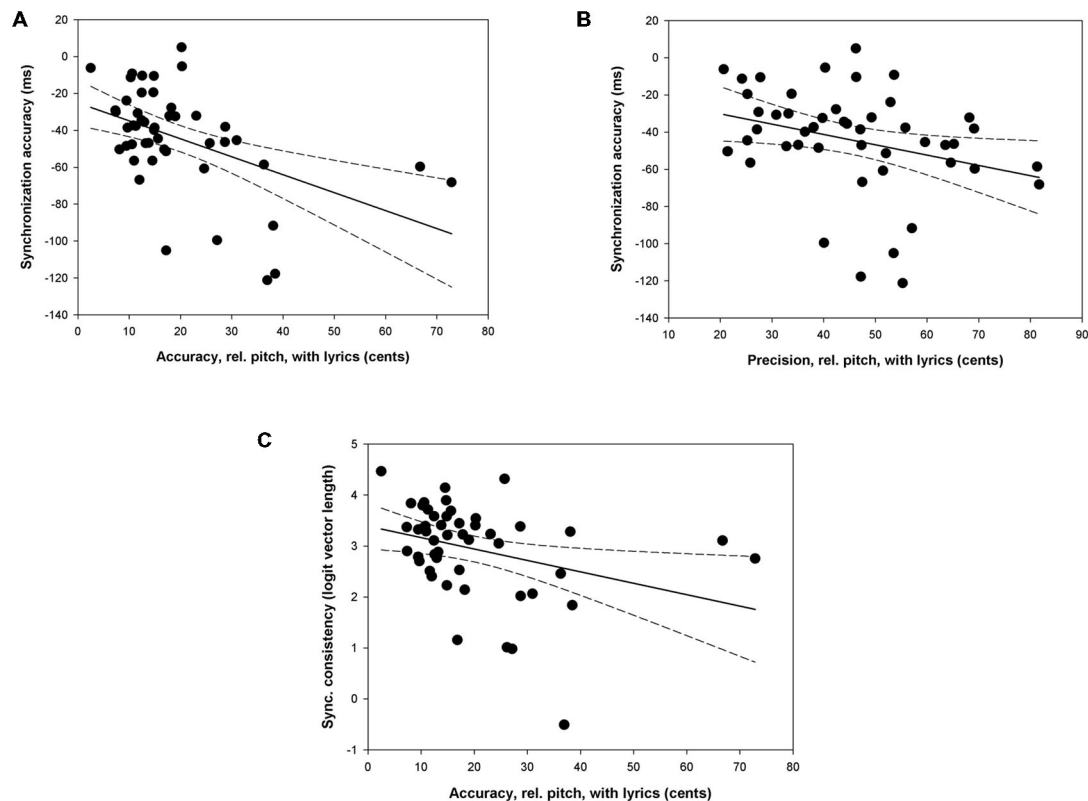 A
B
20
0
-20
-40
-60
-80
-100
-120
-140
Synchronization accuracy (ms)
0 10 20 30 40 50 60 70 80
Accuracy, rel. pitch, with lyrics (cents)
20
0
-20
-40
-60
-80
-100
-120
-140
Synchronization accuracy (ms)
10 20 30 40 50 60 70 80 90
Precision, rel. pitch, with lyrics (cents)
C
5
4
3
2
1
0
-1
Sync. consistency (logit vector length)
0 10 20 30 40 50 60 70 80
Accuracy, rel. pitch, with lyrics (cents)